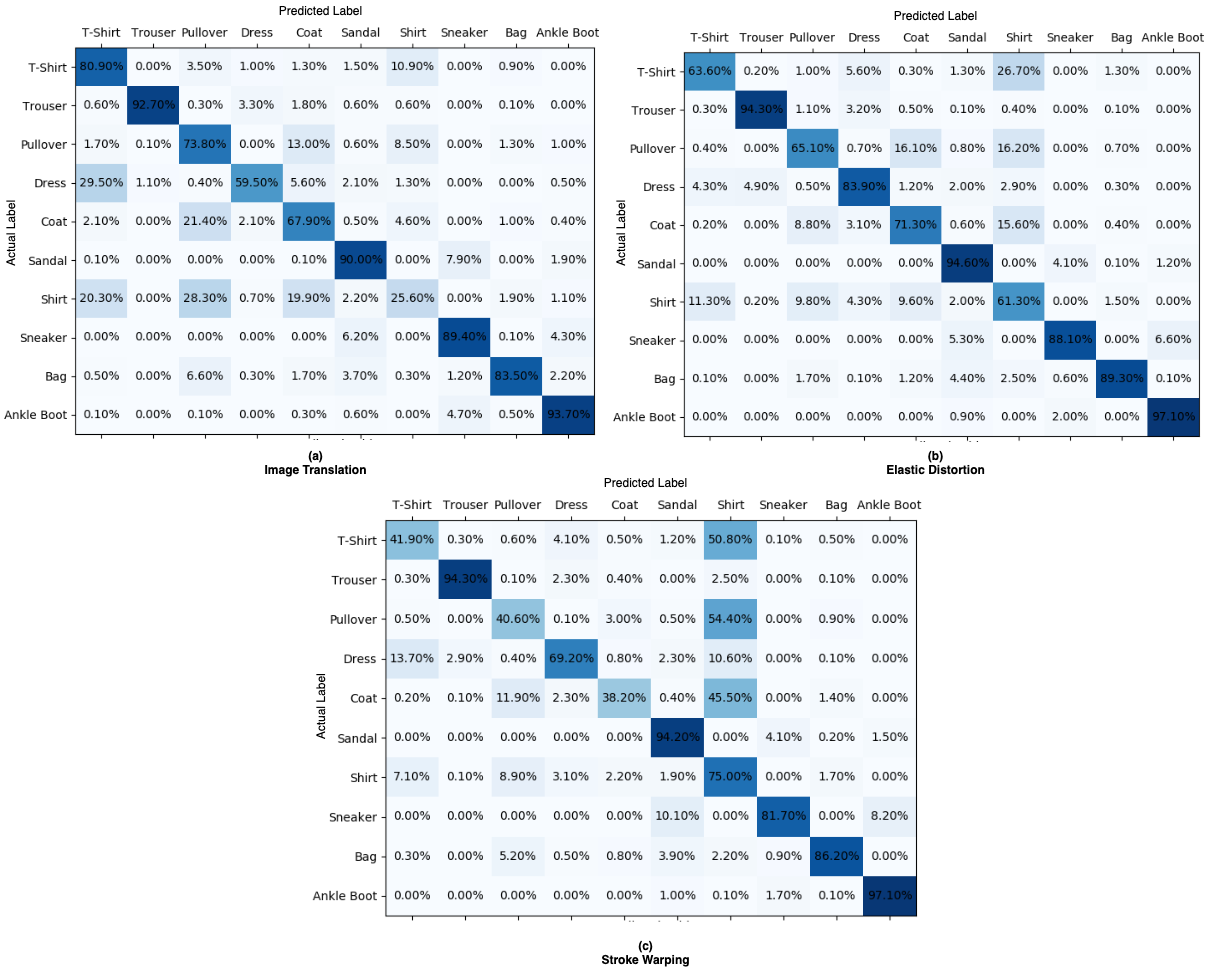 Predicted Label
T-Shirt Trouser Pullover Dress Coat Sandal Shirt Sneaker Bag Ankle Boot
Actual Label
T-Shirt 80.90% 0.00% 3.50% 1.00% 1.30% 1.50% 10.90% 0.00% 0.90% 0.00%
Trouser 0.60% 92.70% 0.30% 3.30% 1.80% 0.60% 0.60% 0.00% 0.10% 0.00%
Pullover 1.70% 0.10% 73.80% 0.00% 13.00% 0.60% 8.50% 0.00% 1.30% 1.00%
Dress 29.50% 1.10% 0.40% 59.50% 5.60% 2.10% 1.30% 0.00% 0.00% 0.50%
Coat 2.10% 0.00% 21.40% 2.10% 67.90% 0.50% 4.60% 0.00% 1.00% 0.40%
Sandal 0.10% 0.00% 0.00% 0.00% 0.10% 90.00% 0.00% 7.90% 0.00% 1.90%
Shirt 20.30% 0.00% 28.30% 0.70% 19.90% 2.20% 25.60% 0.00% 1.90% 1.10%
Sneaker 0.00% 0.00% 0.00% 0.00% 0.00% 6.20% 0.00% 89.40% 0.10% 4.30%
Bag 0.50% 0.00% 6.60% 0.30% 1.70% 3.70% 0.30% 1.20% 83.50% 2.20%
Ankle Boot 0.10% 0.00% 0.10% 0.00% 0.30% 0.60% 0.00% 4.70% 0.50% 93.70%
(a)
Image Translation
Predicted Label
T-Shirt Trouser Pullover Dress Coat Sandal Shirt Sneaker Bag Ankle Boot
Actual Label
T-Shirt 63.60% 0.20% 1.00% 5.60% 0.30% 1.30% 26.70% 0.00% 1.30% 0.00%
Trouser 0.30% 94.30% 1.10% 3.20% 0.50% 0.10% 0.40% 0.00% 0.10% 0.00%
Pullover 0.40% 0.00% 65.10% 0.70% 16.10% 0.80% 16.20% 0.00% 0.70% 0.00%
Dress 4.30% 4.90% 0.50% 83.90% 1.20% 2.00% 2.90% 0.00% 0.30% 0.00%
Coat 0.20% 0.00% 8.80% 3.10% 71.30% 0.60% 15.60% 0.00% 0.40% 0.00%
Sandal 0.00% 0.00% 0.00% 0.00% 0.00% 94.60% 0.00% 4.10% 0.10% 1.20%
Shirt 11.30% 0.20% 9.80% 4.30% 9.60% 2.00% 61.30% 0.00% 1.50% 0.00%
Sneaker 0.00% 0.00% 0.00% 0.00% 0.00% 5.30% 0.00% 88.10% 0.00% 6.60%
Bag 0.10% 0.00% 1.70% 0.10% 1.20% 4.40% 2.50% 0.60% 89.30% 0.10%
Ankle Boot 0.00% 0.00% 0.00% 0.00% 0.00% 0.90% 0.00% 2.00% 0.00% 97.10%
(b)
Elastic Distortion
Predicted Label
T-Shirt Trouser Pullover Dress Coat Sandal Shirt Sneaker Bag Ankle Boot
Actual Label
T-Shirt 41.90% 0.30% 0.60% 4.10% 0.50% 1.20% 50.80% 0.10% 0.50% 0.00%
Trouser 0.30% 94.30% 0.10% 2.30% 0.40% 0.00% 2.50% 0.00% 0.10% 0.00%
Pullover 0.50% 0.00% 40.60% 0.10% 3.00% 0.50% 54.40% 0.00% 0.90% 0.00%
Dress 13.70% 2.90% 0.40% 69.20% 0.80% 2.30% 10.60% 0.00% 0.10% 0.00%
Coat 0.20% 0.10% 11.90% 2.30% 38.20% 0.40% 45.50% 0.00% 1.40% 0.00%
Sandal 0.00% 0.00% 0.00% 0.00% 0.00% 94.20% 0.00% 4.10% 0.20% 1.50%
Shirt 7.10% 0.10% 8.90% 3.10% 2.20% 1.90% 75.00% 0.00% 1.70% 0.00%
Sneaker 0.00% 0.00% 0.00% 0.00% 0.00% 10.10% 0.00% 81.70% 0.00% 8.20%
Bag 0.30% 0.00% 5.20% 0.50% 0.80% 3.90% 2.20% 0.90% 86.20% 0.00%
Ankle Boot 0.00% 0.00% 0.00% 0.00% 0.00% 1.00% 0.10% 1.70% 0.10% 97.10%
(c)
Stroke Warping